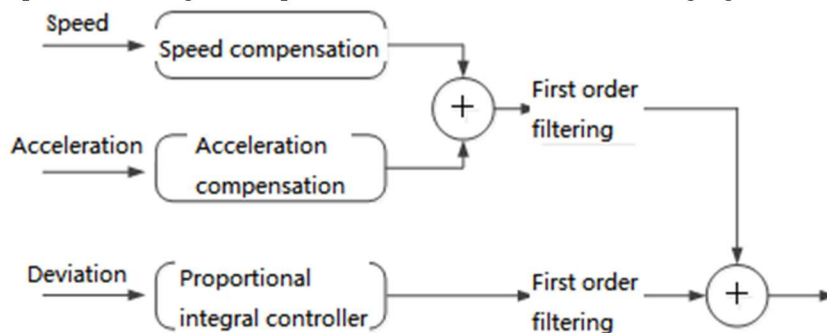 Speed
Speed compensation
+
First order
filtering
Acceleration
Acceleration
compensation
Deviation
Proportional
integral controller
First order
filtering
+